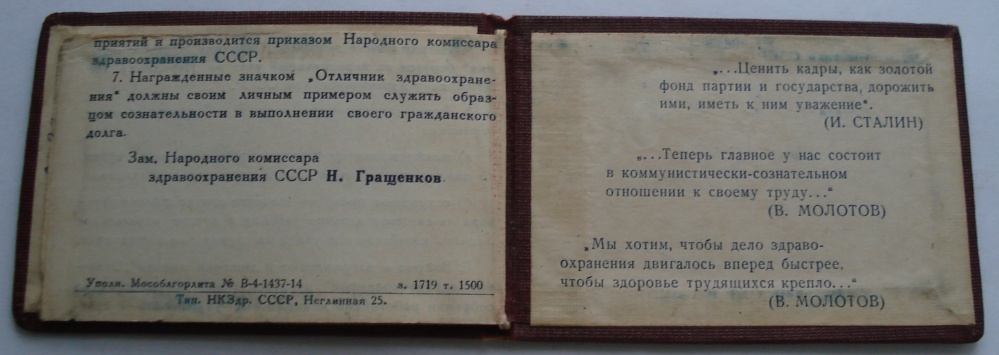 приятий и производится приказом Народного комиссара
здравоохранения СССР.
7. Награжденные значком „Отличник здравоохране-
ния“ должны своим личным примером служить образ-
цом сознательности в выполнении своего гражданского
долга.
Зам. Народного комиссара
здравоохранения СССР Н. Гращенков
Уполн. Мособлгорлита № В-4-1437-14 з. 1719 т. 1500
Тип. НКЗдр. СССР, Неглинная 25.
„...Ценить кадры, как золотой
фонд партии и государства, дорожить
ими, иметь к ним уважение“.
(И. СТАЛИН)
„...Теперь главное у нас состоит
в коммунистически-сознательном
отношении к своему труду...“
(В. МОЛОТОВ)
„Мы хотим, чтобы дело здраво-
охранения двигалось вперед быстрее,
чтобы здоровье трудящихся крепло...“
(В. МОЛОТОВ)